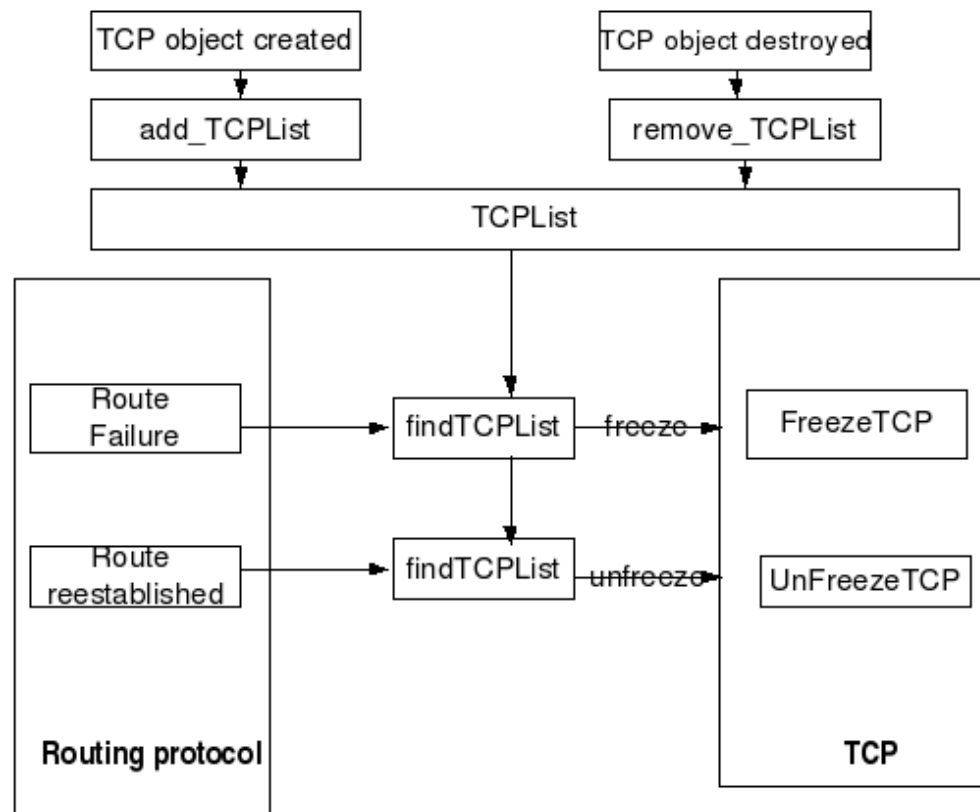 TCP object created
TCP object destroyed
add_TCPList
remove_TCPList
TCPList
Route
Failure
findTCPList
freeze
FreezeTCP
Route
reestablished
findTCPList
unfreeze
UnFreezeTCP
Routing protocol
TCP